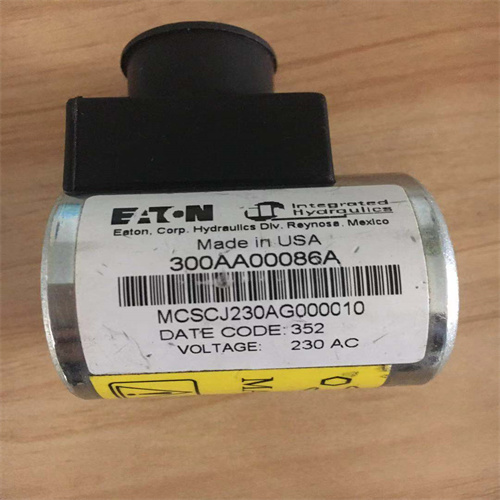 EATON Integrated Hydraulics
Eaton, Corp. Hydraulics Div. Reynosa, Mexico
Made in USA
300AA00086A
MCSCJ230AG000010
DATE CODE: 352
VOLTAGE: 230 AC